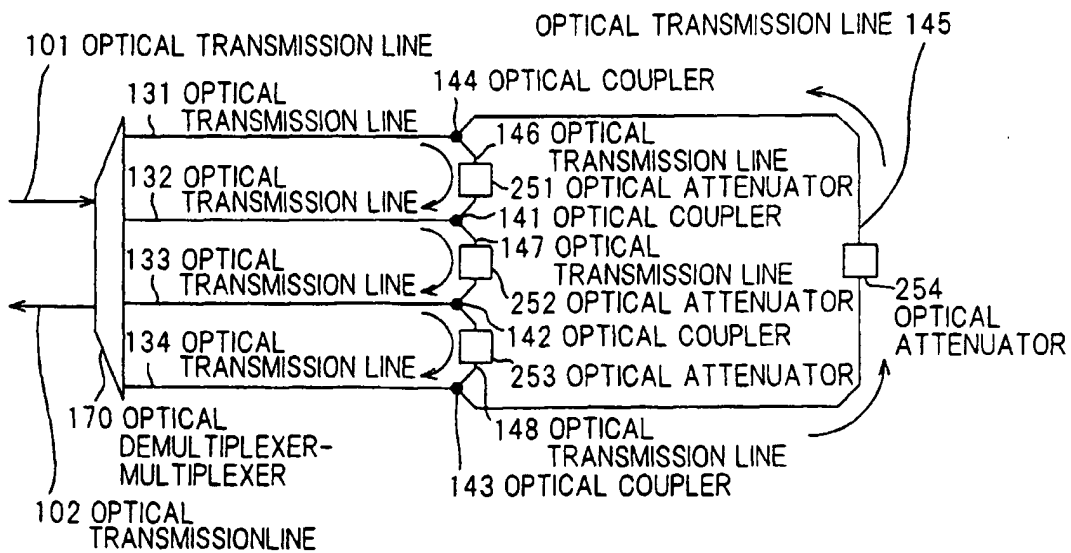 OPTICAL TRANSMISSION LINE 145
101 OPTICAL TRANSMISSION LINE
144 OPTICAL COUPLER
131 OPTICAL
TRANSMISSION LINE
146 OPTICAL
TRANSMISSION LINE
132 OPTICAL
TRANSMISSION LINE
251 OPTICAL ATTENUATOR
141 OPTICAL COUPLER
147 OPTICAL
TRANSMISSION LINE
133 OPTICAL
TRANSMISSION LINE
252 OPTICAL ATTENUATOR
254
OPTICAL
ATTENUATOR
142 OPTICAL COUPLER
134 OPTICAL
TRANSMISSION LINE
253 OPTICAL ATTENUATOR
170 OPTICAL
DEMULTIPLEXER-
MULTIPLEXER
148 OPTICAL
TRANSMISSION LINE
143 OPTICAL COUPLER
102 OPTICAL
TRANSMISSIONLINE